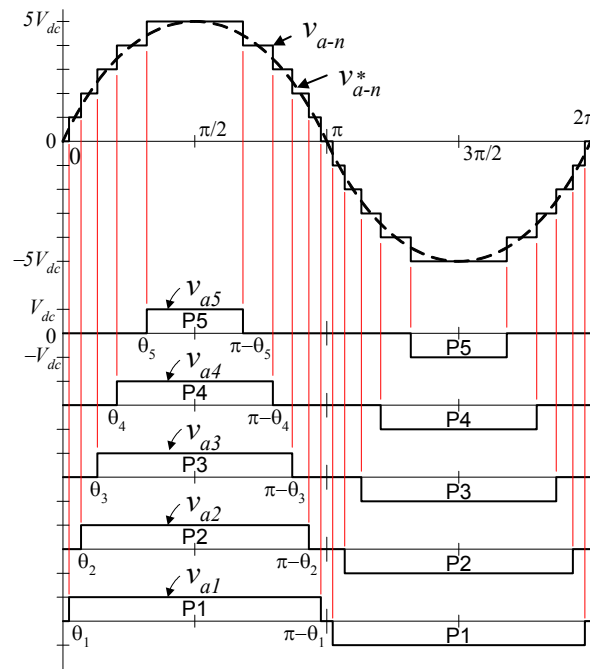 5V_dc
v_a-n
v*_a-n
0 0 π/2 π 3π/2 2π
−5V_dc
V_dc v_a5
0 P5 P5
−V_dc θ_5 π−θ_5
v_a4
P4 P4
θ_4 π−θ_4
v_a3
P3 P3
θ_3 π−θ_3
v_a2
P2 P2
θ_2 π−θ_2
v_a1
P1 P1
θ_1 π−θ_1